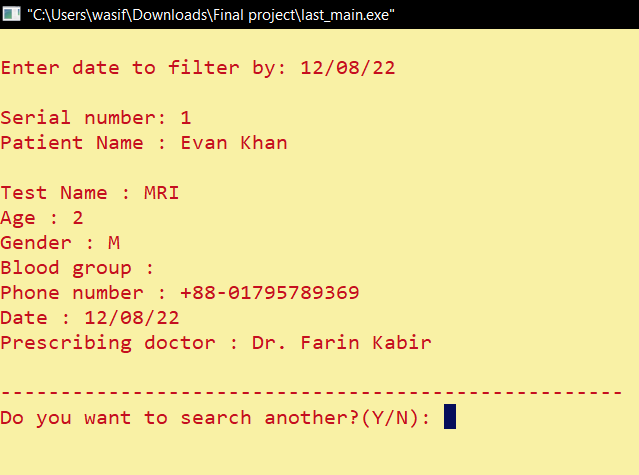 "C:\Users\wasif\Downloads\Final project\last_main.exe"
Enter date to filter by: 12/08/22
Serial number: 1
Patient Name : Evan Khan
Test Name : MRI
Age : 2
Gender : M
Blood group :
Phone number : +88-01795789369
Date : 12/08/22
Prescribing doctor : Dr. Farin Kabir
----------------------------------------------------
Do you want to search another?(Y/N):